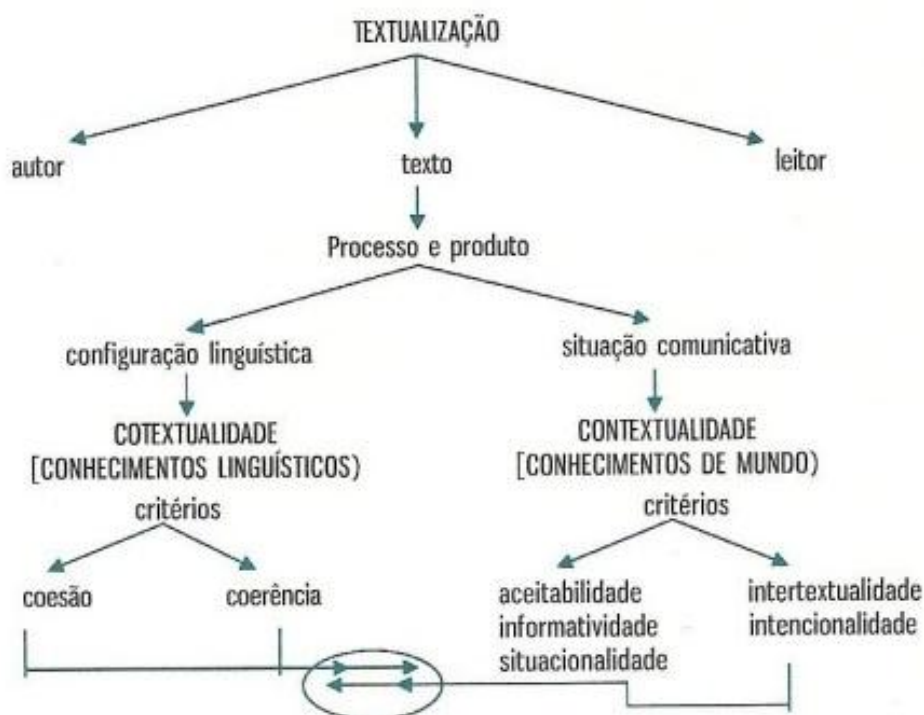 TEXTUALIZAÇÃO
autor
texto
leitor
Processo e produto
configuração linguística
situação comunicativa
COTEXTUALIDADE
[CONHECIMENTOS LINGUÍSTICOS)
CONTEXTUALIDADE
[CONHECIMENTOS DE MUNDO)
critérios
critérios
coesão
coerência
aceitabilidade
informatividade
situacionalidade
intertextualidade
intencionalidade